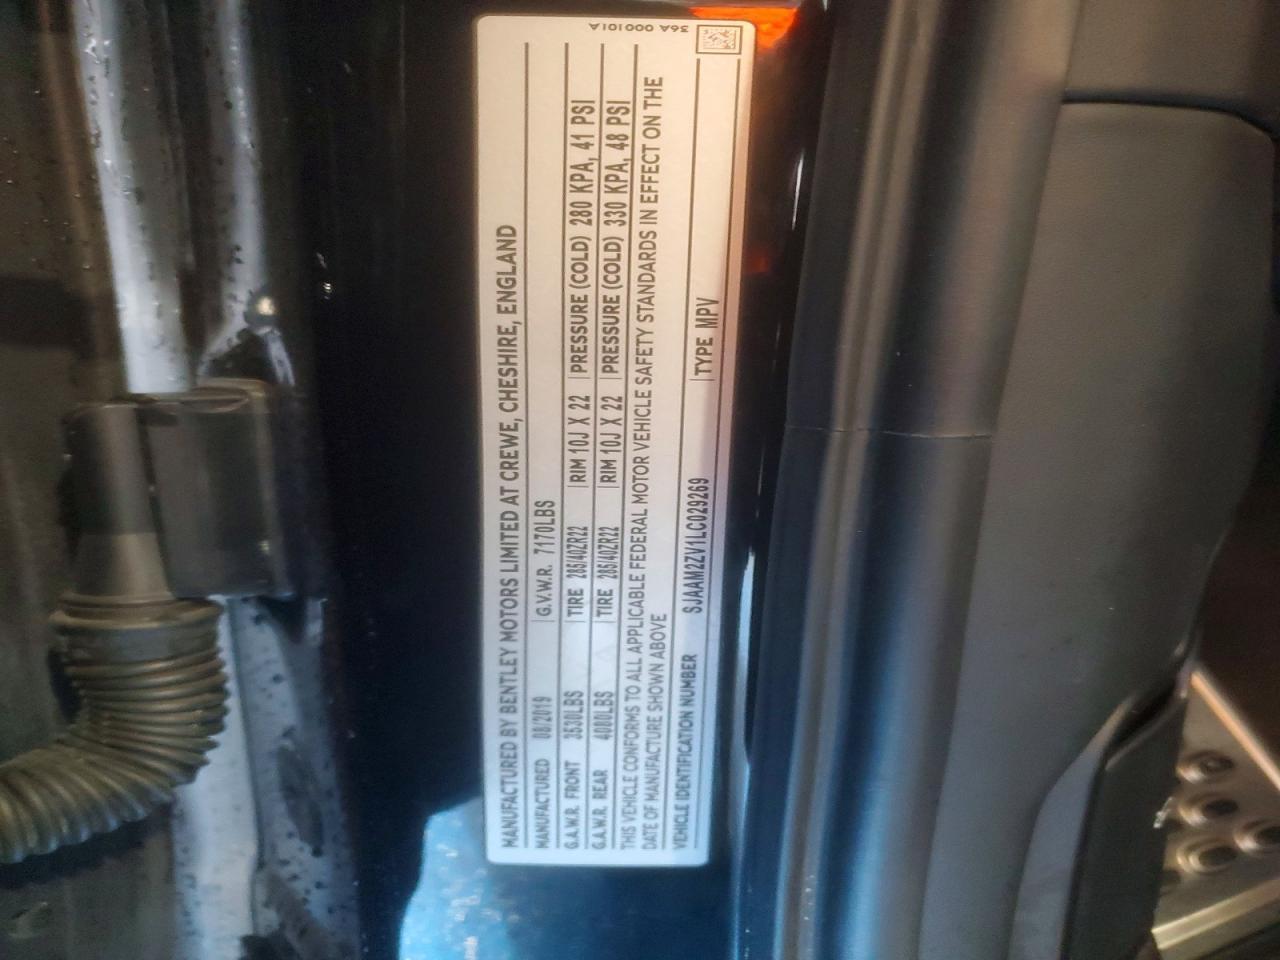 36A 000101A
MANUFACTURED BY BENTLEY MOTORS LIMITED AT CREWE, CHESHIRE, ENGLAND
MANUFACTURED 08/2019 G.V.W.R. 7170LBS
G.A.W.R. FRONT 3530LBS TIRE 285/40ZR22 RIM 10J X 22 PRESSURE (COLD) 280 KPA, 41 PSI
G.A.W.R. REAR 4080LBS TIRE 285/40ZR22 RIM 10J X 22 PRESSURE (COLD) 330 KPA, 48 PSI
THIS VEHICLE CONFORMS TO ALL APPLICABLE FEDERAL MOTOR VEHICLE SAFETY STANDARDS IN EFFECT ON THE
DATE OF MANUFACTURE SHOWN ABOVE
VEHICLE IDENTIFICATION NUMBER SJAAM2ZV1LC029269 TYPE MPV